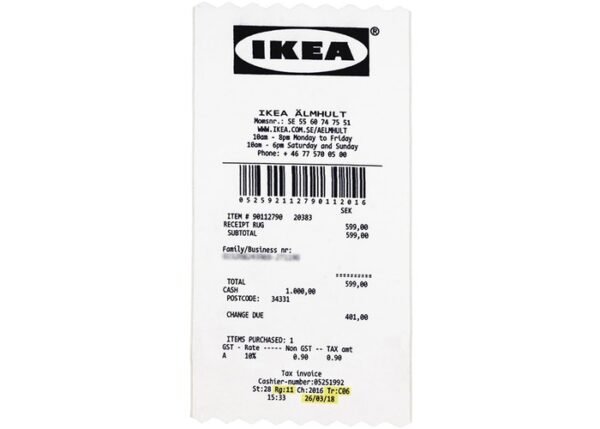 IKEA®
IKEA ÄLMHULT
Momsnr.: SE 55 60 74 75 51
WWW.IKEA.COM.SE/AELMHULT
10am - 8pm Monday to Friday
10am - 6pm Saturday and Sunday
Phone: + 46 77 570 05 00
052592112790112016
SEK
ITEM # 90112790 20383
RECEIPT RUG 599,00
SUBTOTAL 599,00
Family/Business nr:
==========
TOTAL 599,00
CASH 1.000,00
POSTCODE: 34331
CHANGE DUE 401,00
ITEMS PURCHASED: 1
GST - Rate ----- Non GST -- TAX amt
A 10% 0.90 0.90
Tax invoice
Cashier-number:05251992
St:28 Rg:11 Ch:2016 Tr:C06
15:33 26/03/18